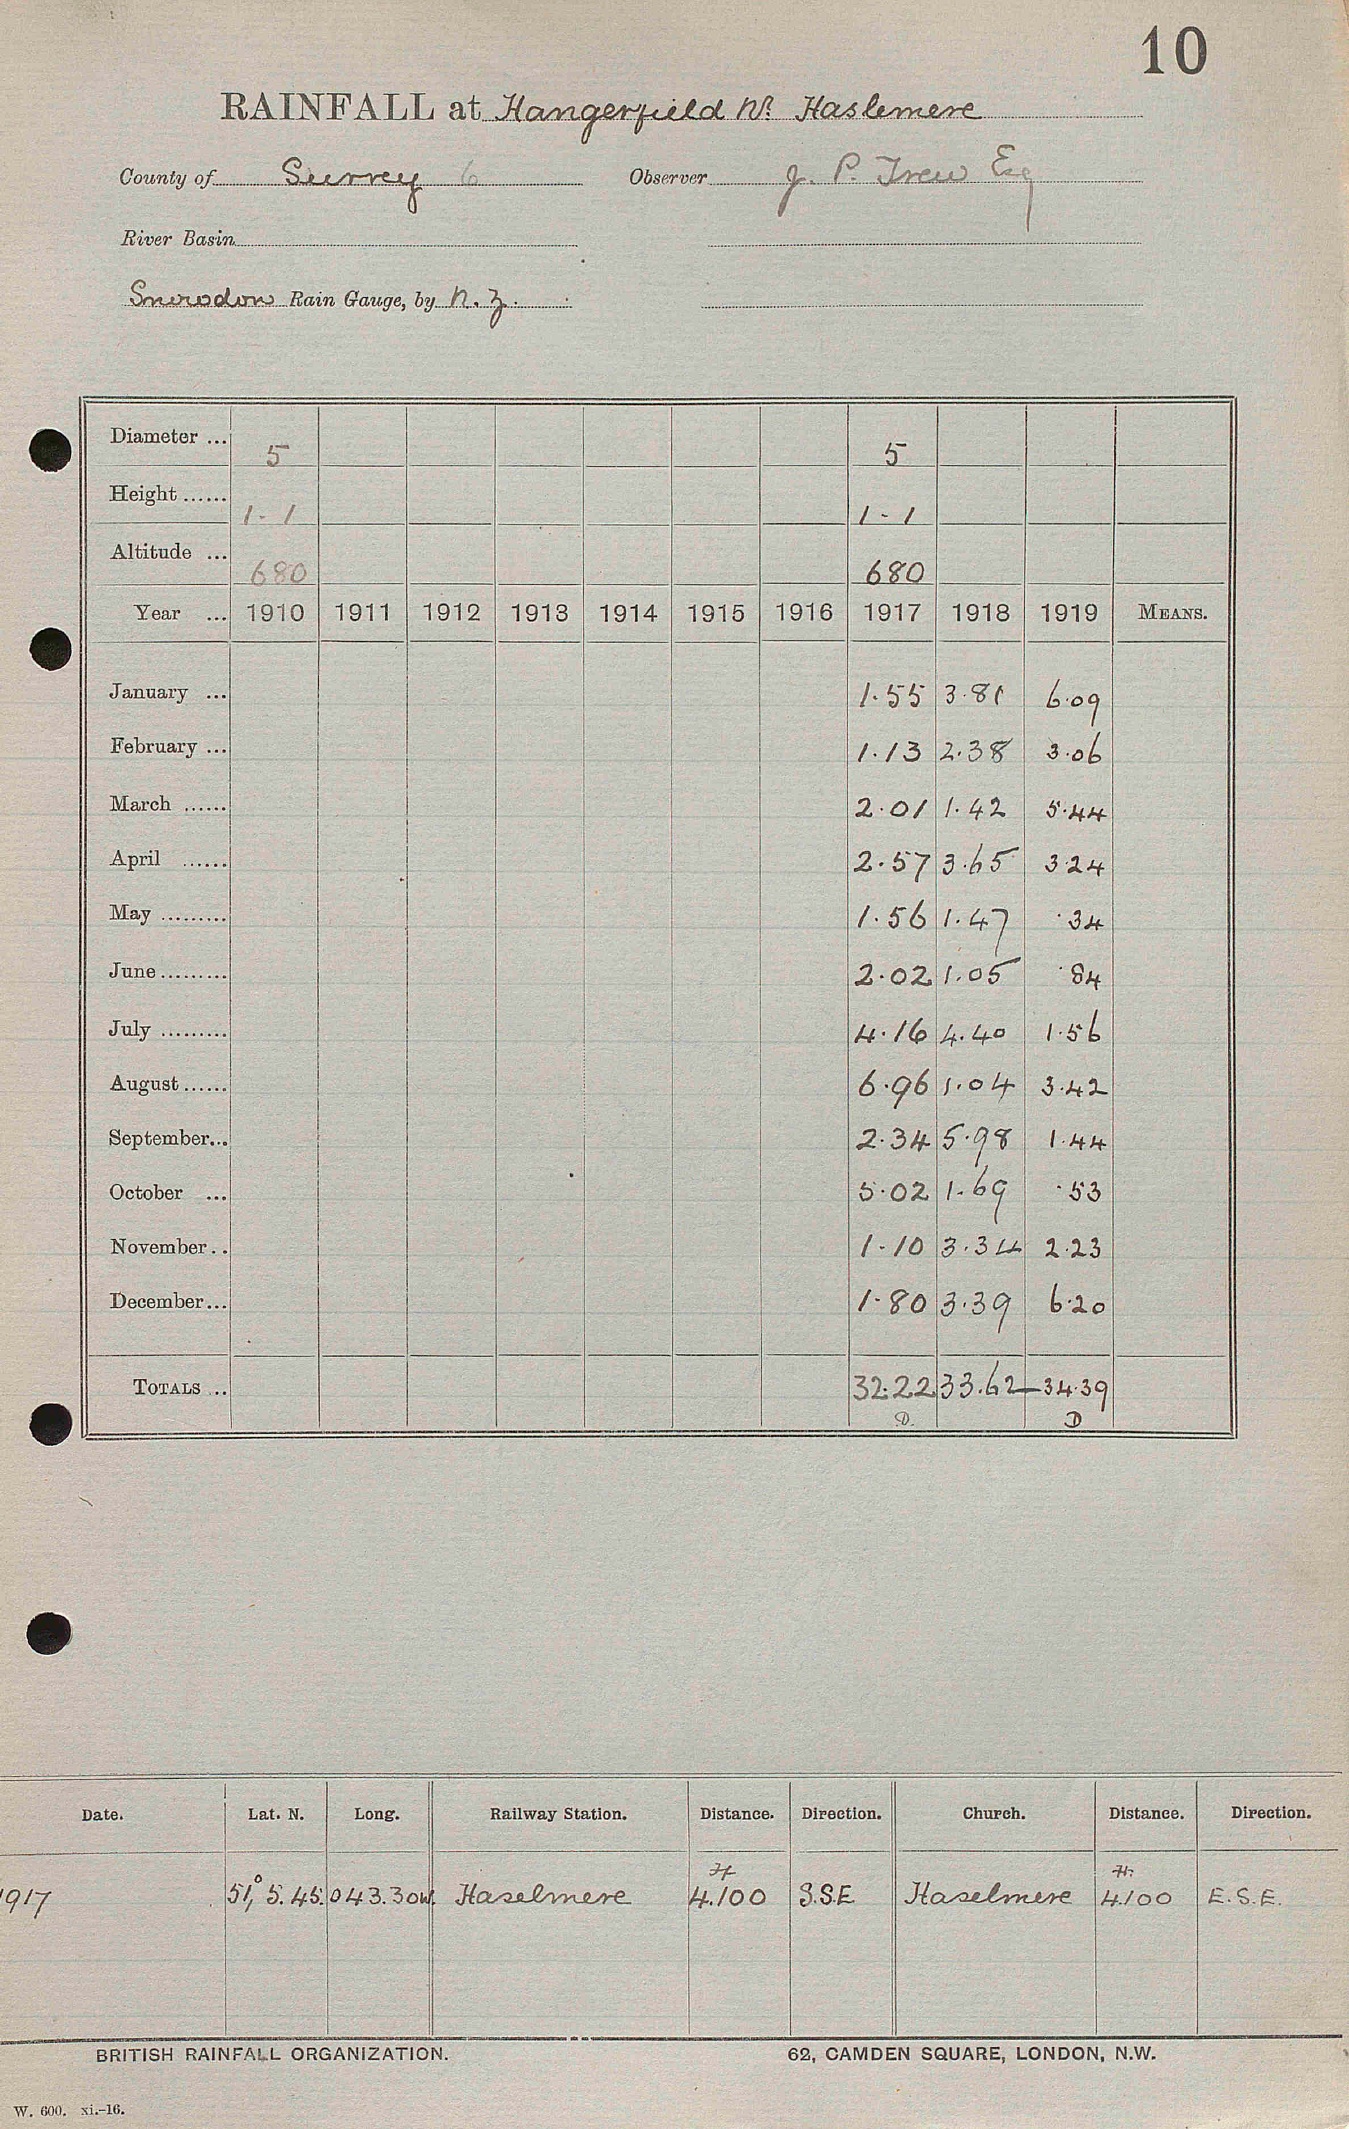 10
RAINFALL at Hangerfield Nr. Haslemere
County of Surrey 6 Observer J. P. Trew Esq
River Basin
Snowdon Rain Gauge, by N. Z.
Diameter ... 5 5
Height ...... 1-1 1-1
Altitude ... 680 680
Year ... 1910 1911 1912 1913 1914 1915 1916 1917 1918 1919 MEANS.
January ... 1.55 3.81 6.09
February ... 1.13 2.38 3.06
March ...... 2.01 1.42 5.44
April ...... 2.57 3.65 3.24
May ......... 1.56 1.47 .34
June ......... 2.02 1.05 .84
July ......... 4.16 4.40 1.56
August ...... 6.96 1.04 3.42
September... 2.34 5.98 1.44
October ... 5.02 1.69 .53
November.. 1.10 3.34 2.23
December... 1.80 3.39 6.20
TOTALS ... 32.22 33.62 34.39
D. D
Date. Lat. N. Long. Railway Station. Distance. Direction. Church. Distance. Direction.
ft ft.
1917 51° 5.45. 0 43.30W. Haselmere 4.100 S.S.E Haselmere 4100 E.S.E.
BRITISH RAINFALL ORGANIZATION. 62, CAMDEN SQUARE, LONDON, N.W.
W. 600. xi.-16.